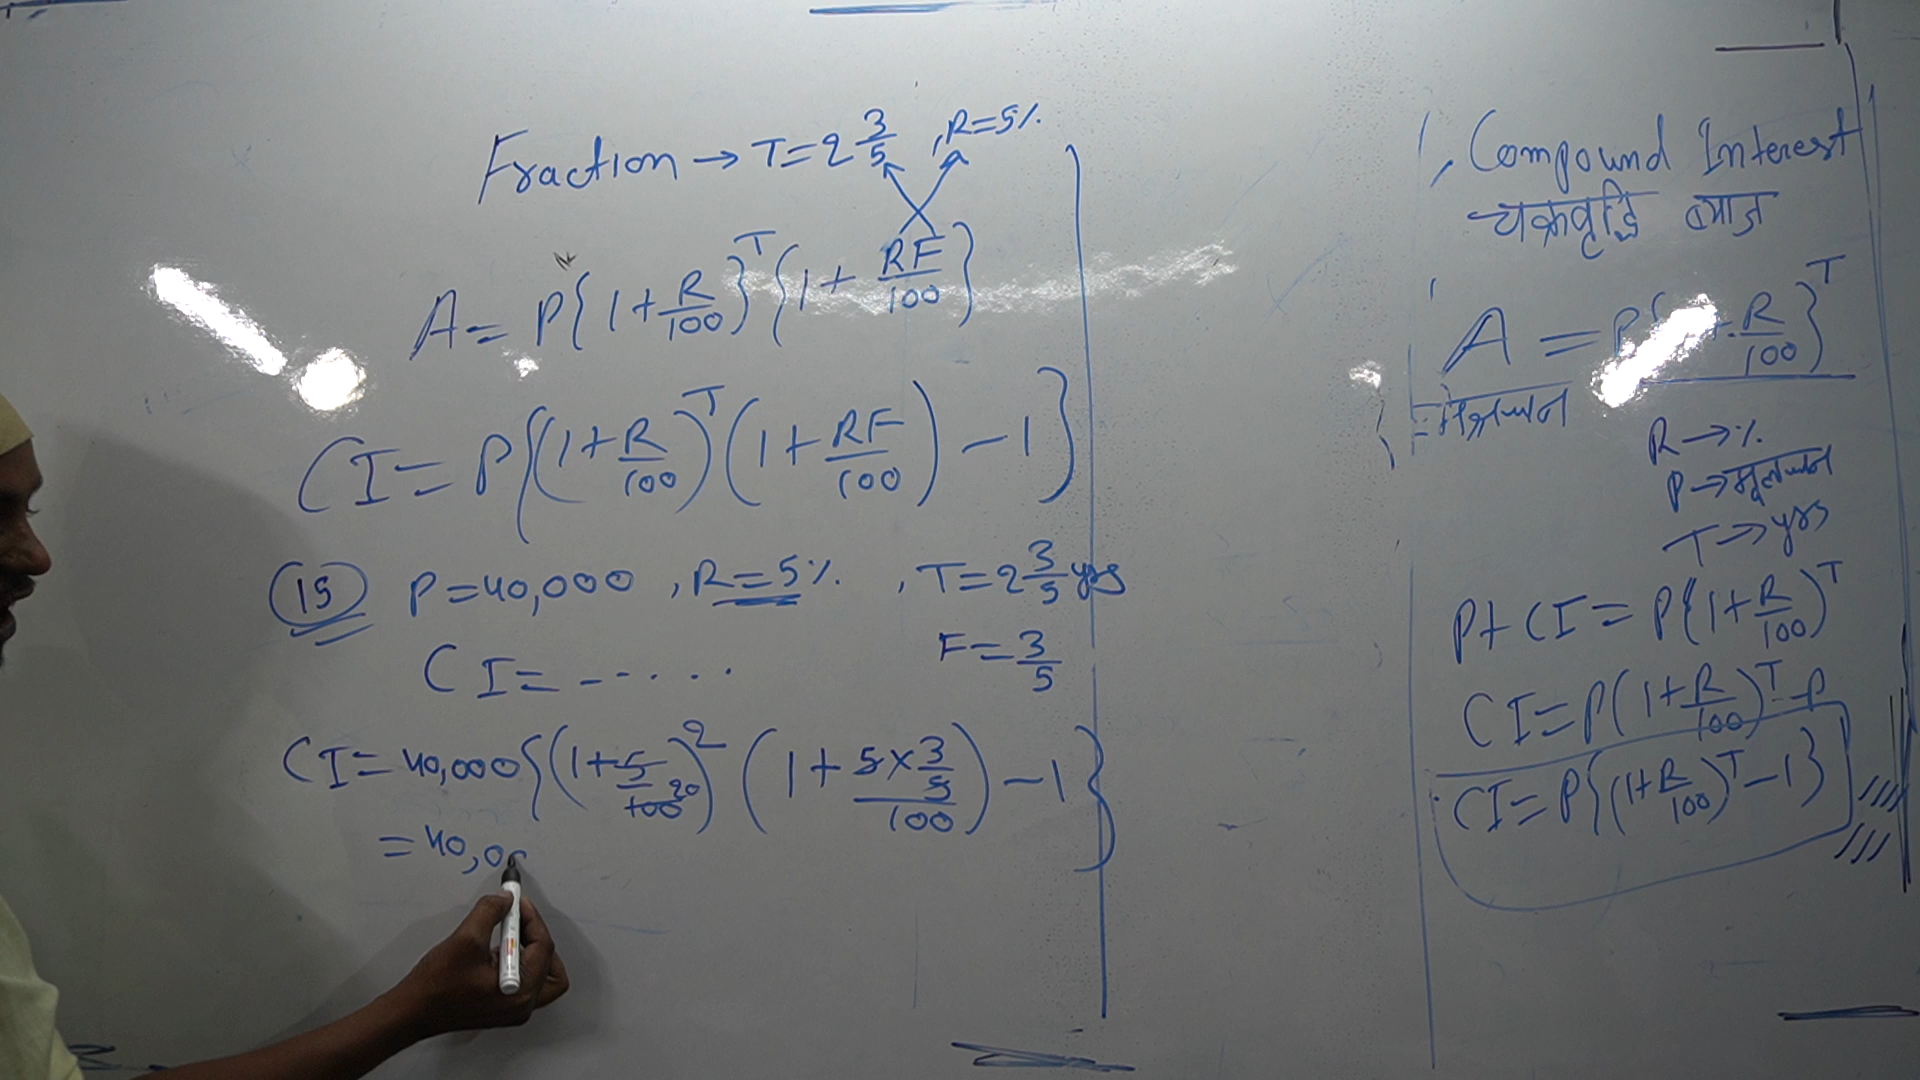 Fraction → T = 2 3/5 , R = 5%
A = P{1 + R/100}^T {1 + RF/100}
CI = P{(1 + R/100)^T (1 + RF/100) - 1}
(15) P = 40,000 , R = 5% , T = 2 3/5 yrs
CI = - - - - - - F = 3/5
CI = 40,000{(1 + 5/100 20)^2 (1 + 5 × 3/5 /100) - 1}
= 40,00
Compound Interest
चक्रवृद्धि ब्याज
A = P{1 + R/100}^T
मिश्रधन
R → %
P → मूलधन
T → yrs
P + CI = P{1 + R/100)^T
CI = P(1 + R/100)^T - P
CI = P{(1 + R/100)^T - 1}